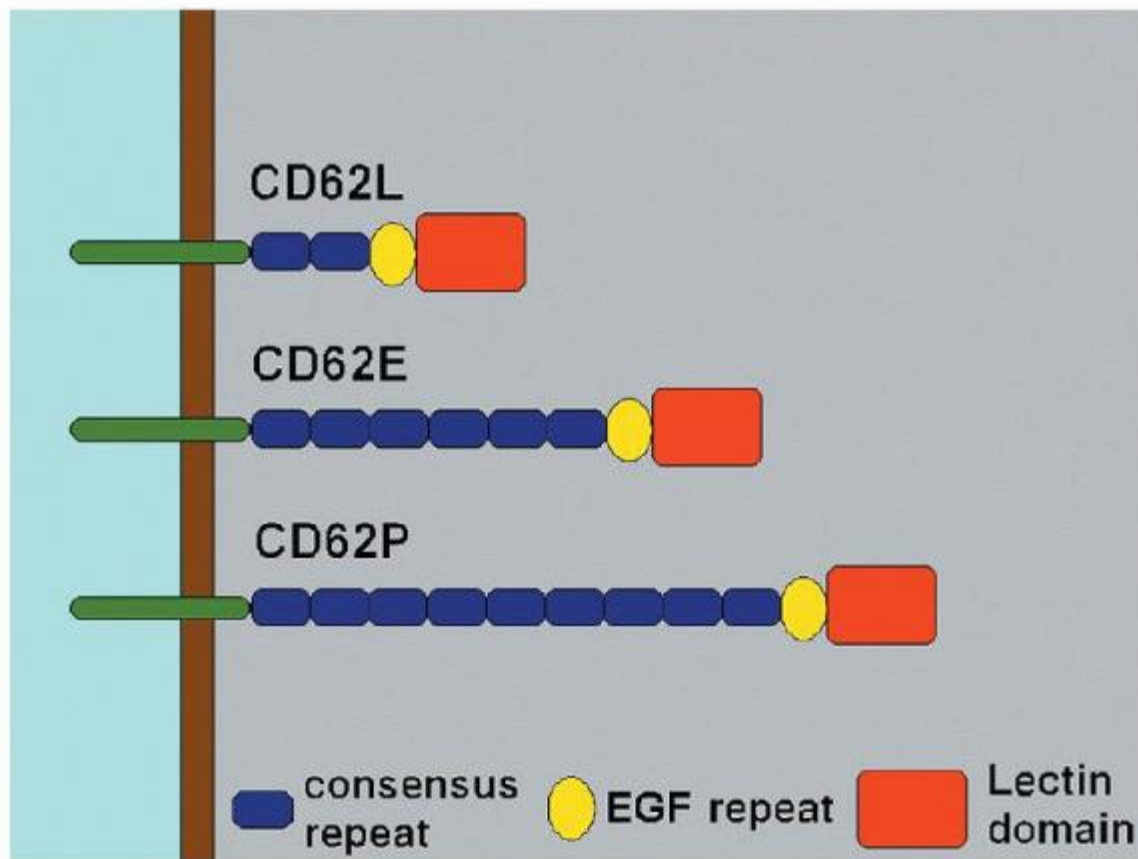 CD62L
CD62E
CD62P
consensus
repeat
EGF repeat
Lectin
domain